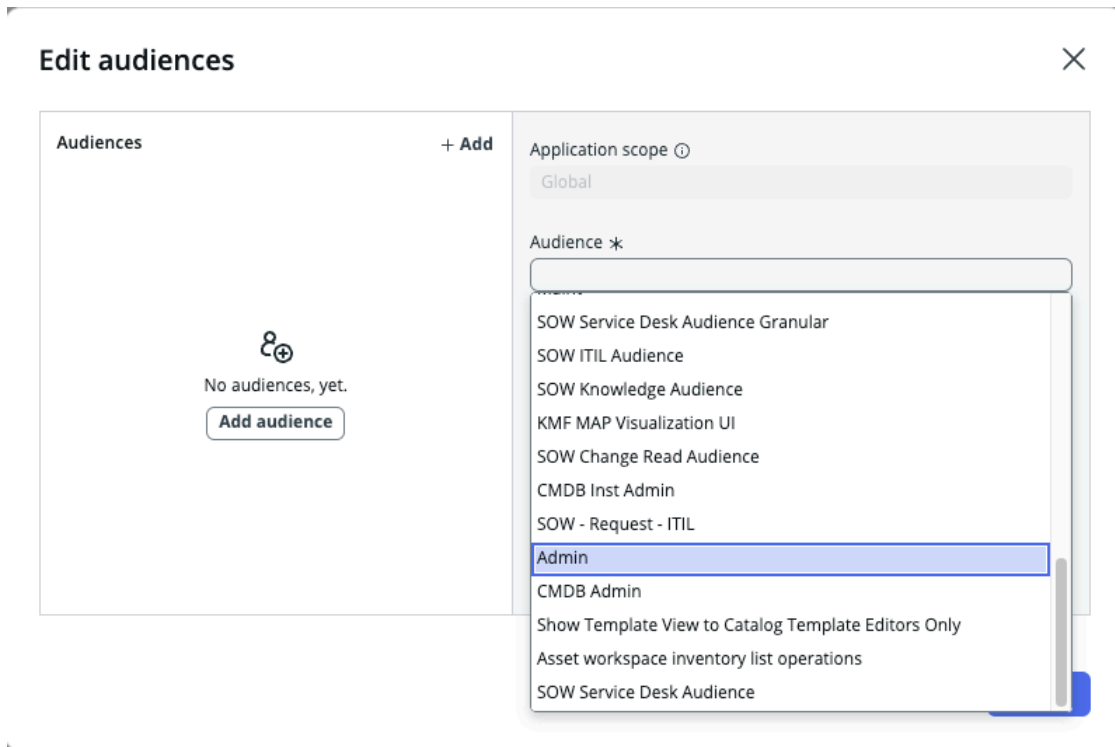 Edit audiences
Audiences
+ Add
No audiences, yet.
Add audience
Application scope
Global
Audience *
SOW Service Desk Audience Granular
SOW ITIL Audience
SOW Knowledge Audience
KMF MAP Visualization UI
SOW Change Read Audience
CMDB Inst Admin
SOW - Request - ITIL
Admin
CMDB Admin
Show Template View to Catalog Template Editors Only
Asset workspace inventory list operations
SOW Service Desk Audience